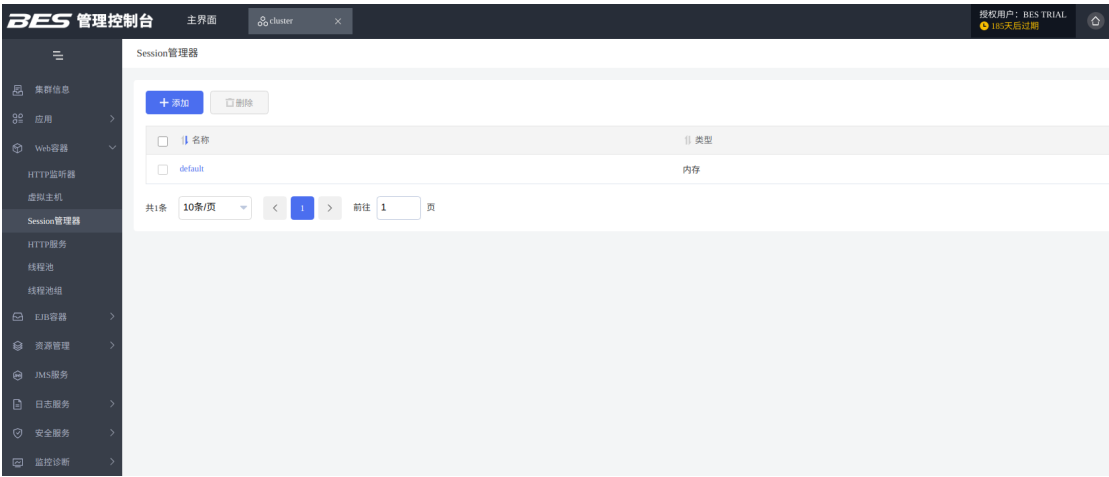 BES 管理控制台 主界面 cluster × 授权用户：BES TRIAL
185天后过期
Session管理器
集群信息
应用
Web容器
HTTP监听器
虚拟主机
Session管理器
HTTP服务
线程池
线程池组
EJB容器
资源管理
JMS服务
日志服务
安全服务
监控诊断
添加 删除
名称 类型
default 内存
共1条 10条/页 < 1 > 前往 1 页